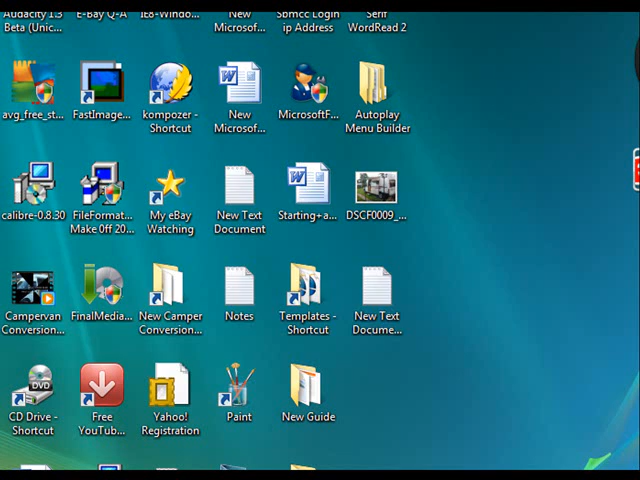 Audacity 1.3
Beta (Unic...
E-Bay Q-A
IE8-Windo...
New
Microsof...
Sbmcc Login
ip Address
Serif
WordRead 2
avg_free_st...
FastImage...
kompozer -
Shortcut
New
Microsof...
MicrosoftF...
Autoplay
Menu Builder
calibre-0.8.30
FileFormat...
Make 0ff 20...
My eBay
Watching
New Text
Document
Starting+a...
DSCF0009_...
Campervan
Conversion...
FinalMedia...
New Camper
Conversion...
Notes
Templates -
Shortcut
New Text
Docume...
DVD
CD Drive -
Shortcut
Free
YouTub...
Yahoo!
Registration
Paint
New Guide